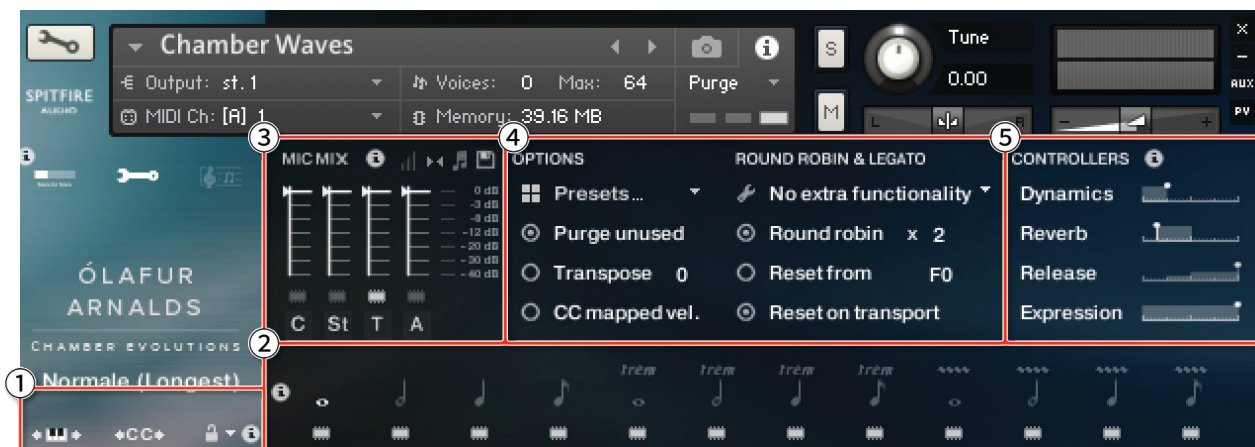 Chamber Waves
S
Tune
×
SPITFIRE
AUDIO
Output: st. 1
Voices: 0 Max: 64
Purge
0.00
AUX
MIDI Ch: [A] 1
Memory: 39.16 MB
M
L
R
PV
3
4
5
MIC MIX
OPTIONS
ROUND ROBIN & LEGATO
CONTROLLERS
0 dB
-3 dB
-12 dB
-20 dB
-30 dB
-40 dB
Presets...
No extra functionality
Dynamics
Purge unused
Round robin x 2
Reverb
Transpose 0
Reset from F0
Release
CC mapped vel.
Reset on transport
Expression
C St T A
ÓLAFUR
ARNALDS
CHAMBER EVOLUTIONS
2
Normale (Longest)
1
trem trem trem trem
CC